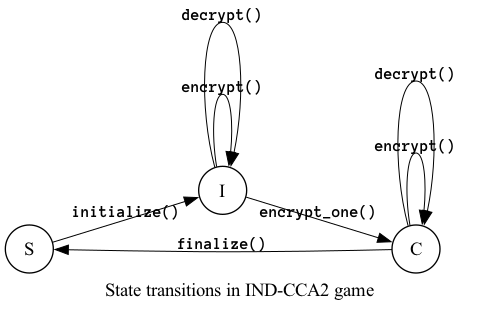 decrypt()
encrypt()
decrypt()
encrypt()
I
initialize()
encrypt_one()
S
finalize()
C
State transitions in IND-CCA2 game